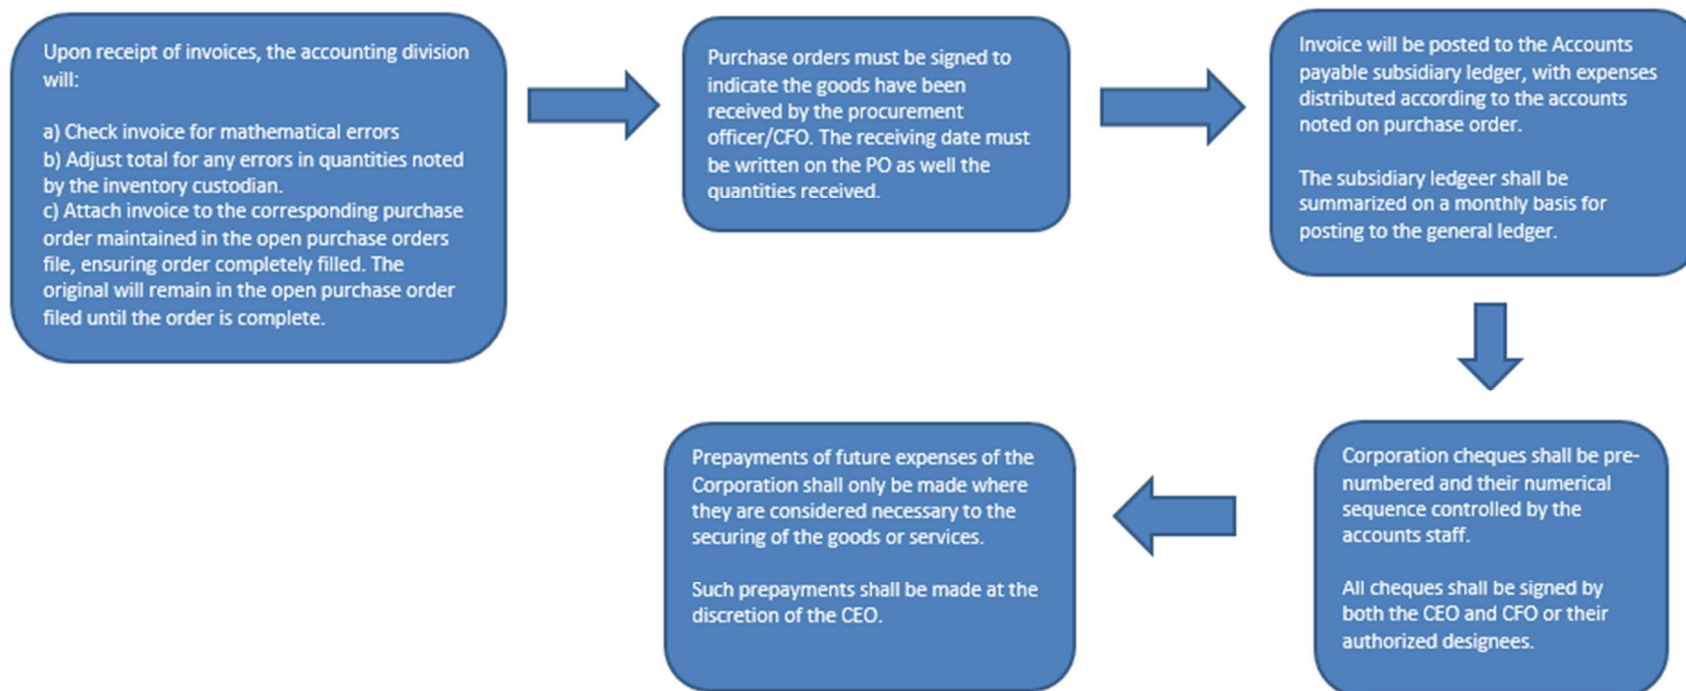 Upon receipt of invoices, the accounting division
will:
a) Check invoice for mathematical errors
b) Adjust total for any errors in quantities noted
by the inventory custodian.
c) Attach invoice to the corresponding purchase
order maintained in the open purchase orders
file, ensuring order completely filled. The
original will remain in the open purchase order
filed until the order is complete.
Purchase orders must be signed to
indicate the goods have been
received by the procurement
officer/CFO. The receiving date must
be written on the PO as well the
quantities received.
Invoice will be posted to the Accounts
payable subsidiary ledger, with expenses
distributed according to the accounts
noted on purchase order.
The subsidiary ledgeer shall be
summarized on a monthly basis for
posting to the general ledger.
Corporation cheques shall be pre-
numbered and their numerical
sequence controlled by the
accounts staff.
All cheques shall be signed by
both the CEO and CFO or their
authorized designees.
Prepayments of future expenses of the
Corporation shall only be made where
they are considered necessary to the
securing of the goods or services.
Such prepayments shall be made at the
discretion of the CEO.